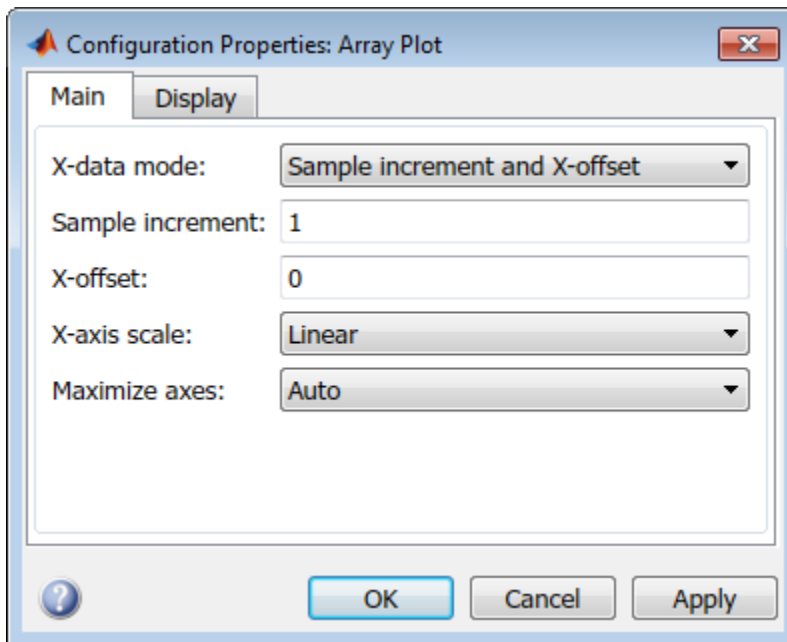 Configuration Properties: Array Plot
Main Display
X-data mode: Sample increment and X-offset
Sample increment: 1
X-offset: 0
X-axis scale: Linear
Maximize axes: Auto
? OK Cancel Apply